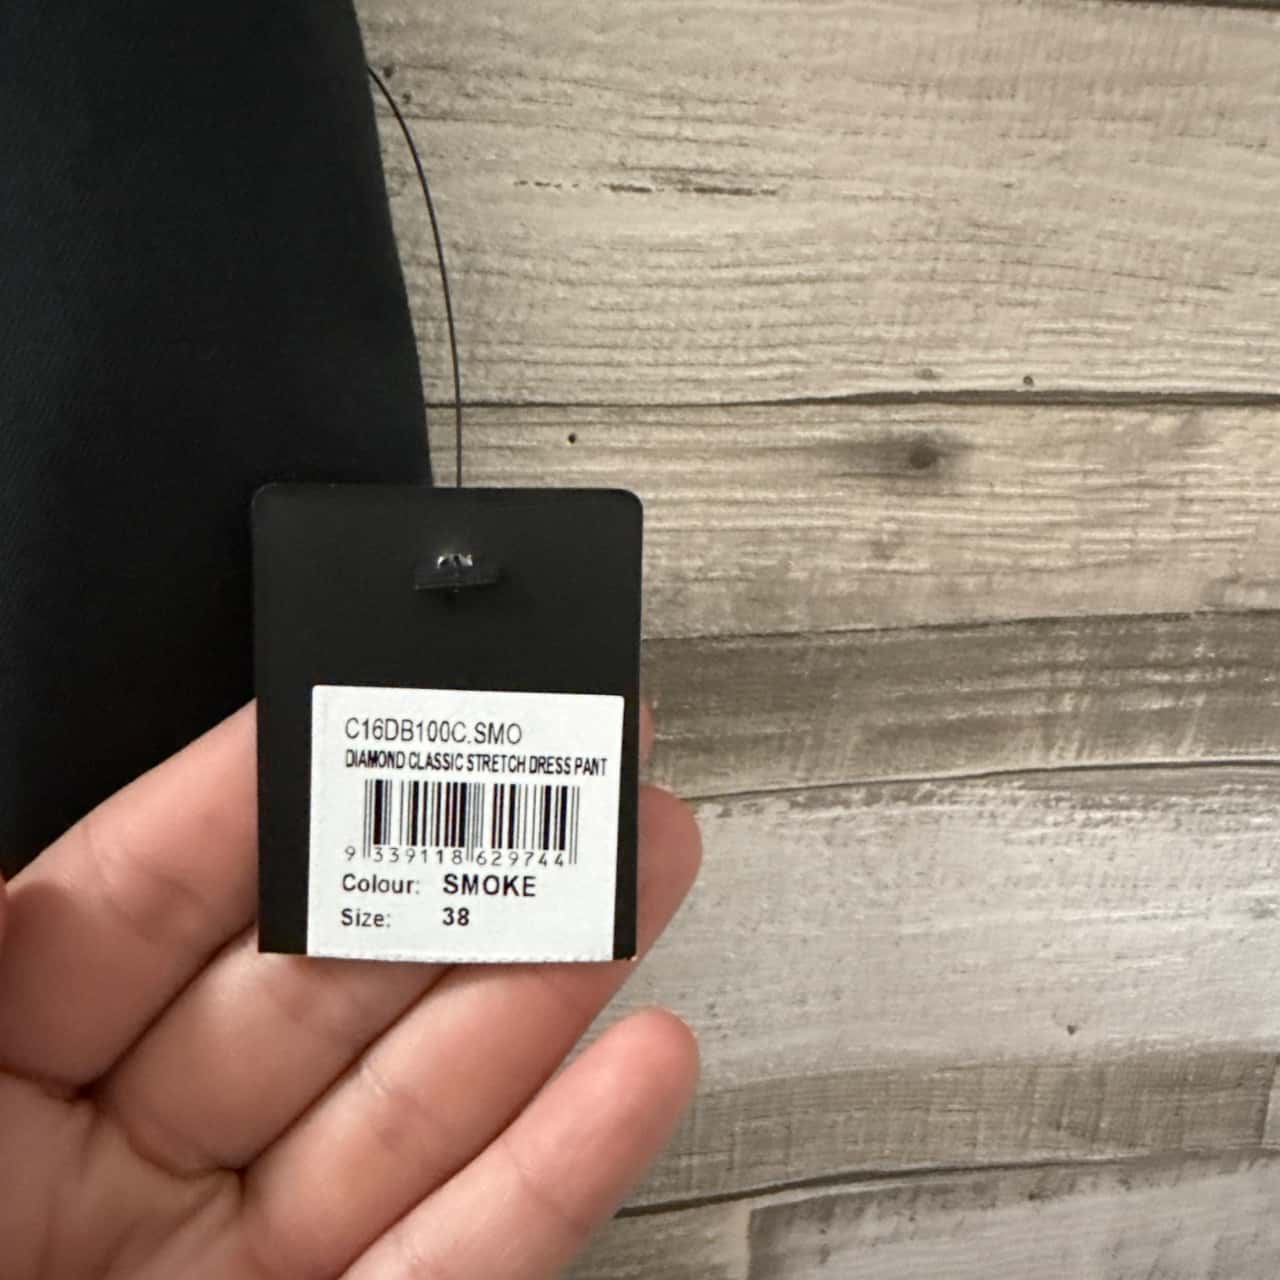 C16DB100C.SMO
DIAMOND CLASSIC STRETCH DRESS PANT
9 339118 629744
Colour: SMOKE
Size: 38